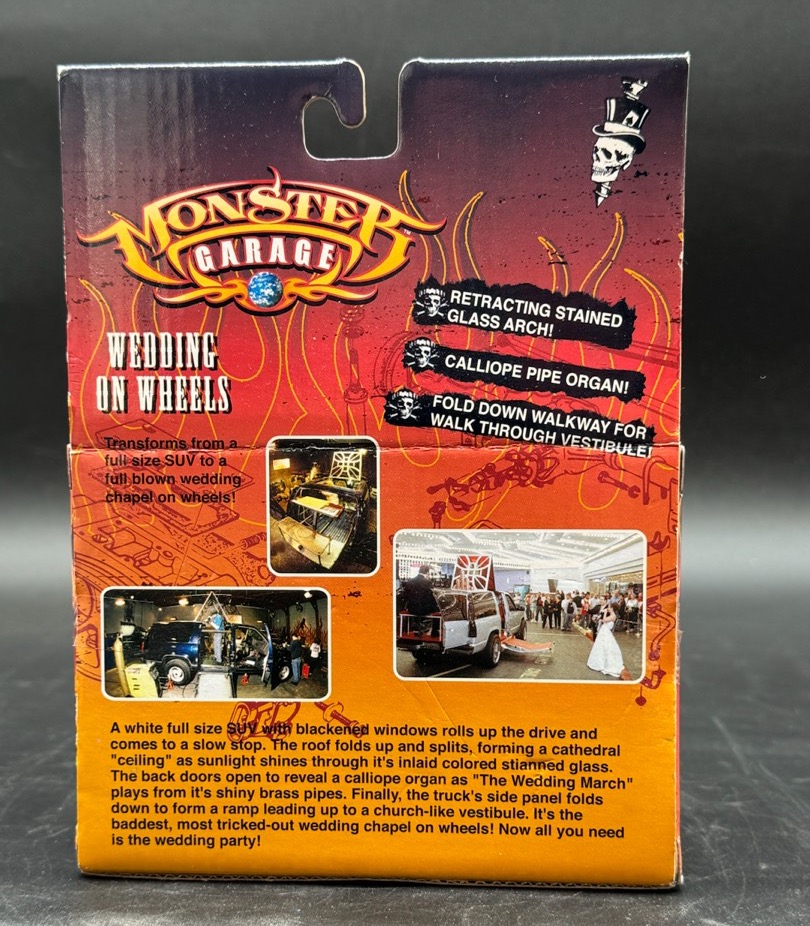 MONSTER
GARAGE
WEDDING
ON WHEELS
RETRACTING STAINED
GLASS ARCH!
CALLIOPE PIPE ORGAN!
FOLD DOWN WALKWAY FOR
WALK THROUGH VESTIBULE!
Transforms from a
full size SUV to a
full blown wedding
chapel on wheels!
A white full size SUV with blackened windows rolls up the drive and
comes to a slow stop. The roof folds up and splits, forming a cathedral
"ceiling" as sunlight shines through it's inlaid colored stianned glass.
The back doors open to reveal a calliope organ as "The Wedding March"
plays from it's shiny brass pipes. Finally, the truck's side panel folds
down to form a ramp leading up to a church-like vestibule. It's the
baddest, most tricked-out wedding chapel on wheels! Now all you need
is the wedding party!